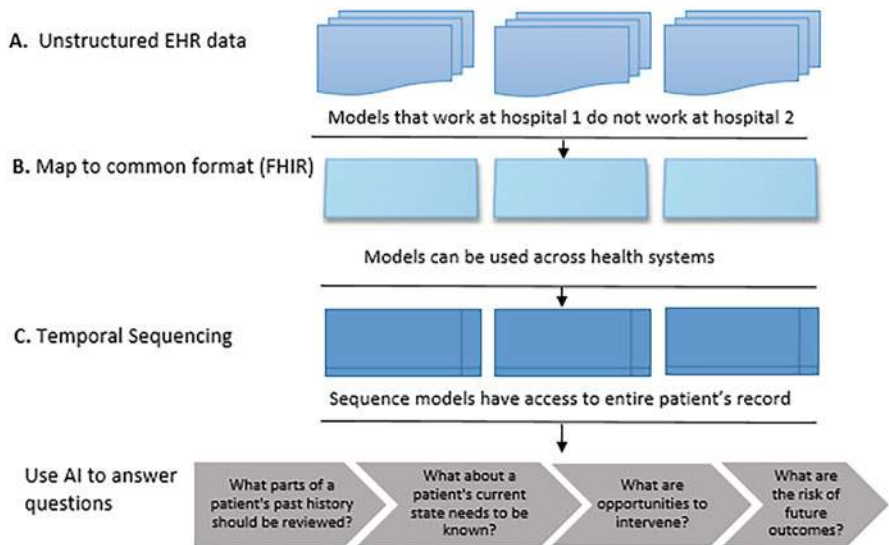 A. Unstructured EHR data
Models that work at hospital 1 do not work at hospital 2
B. Map to common format (FHIR)
Models can be used across health systems
C. Temporal Sequencing
Sequence models have access to entire patient's record
Use AI to answer
questions
What parts of a
patient's past history
should be reviewed?
What about a
patient's current
state needs to be
known?
What are
opportunities to
intervene?
What are
the risk of
future
outcomes?